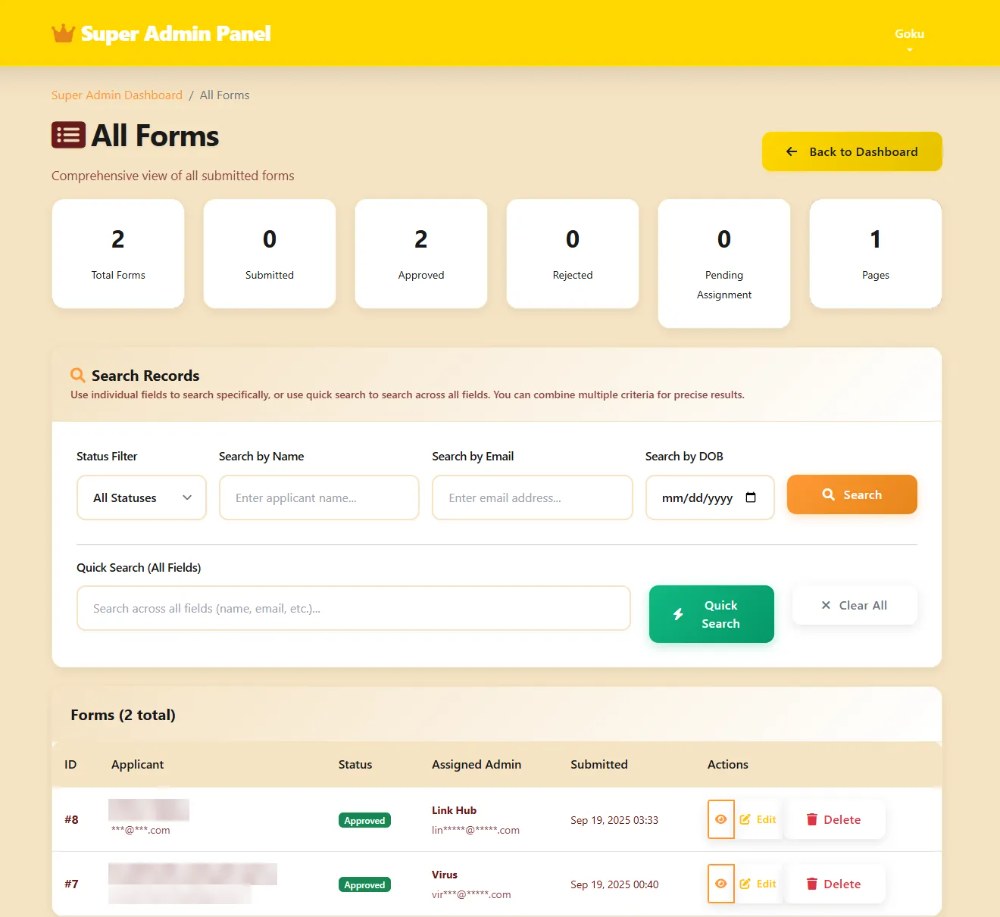 Super Admin Panel
Goku
Super Admin Dashboard / All Forms
All Forms
Back to Dashboard
Comprehensive view of all submitted forms
2
0
2
0
0
1
Total Forms
Submitted
Approved
Rejected
Pending
Assignment
Pages
Search Records
Use individual fields to search specifically, or use quick search to search across all fields. You can combine multiple criteria for precise results.
Status Filter
Search by Name
Search by Email
Search by DOB
All Statuses
Enter applicant name...
Enter email address...
mm/dd/yyyy
Search
Quick Search (All Fields)
Search across all fields (name, email, etc.)...
Quick
Search
Clear All
Forms (2 total)
ID Applicant Status Assigned Admin Submitted Actions
#8
***@***.com
Approved
Link Hub
lin*****@*****.com
Sep 19, 2025 03:33
Edit
Delete
#7
Approved
Virus
vir***@*****.com
Sep 19, 2025 00:40
Edit
Delete